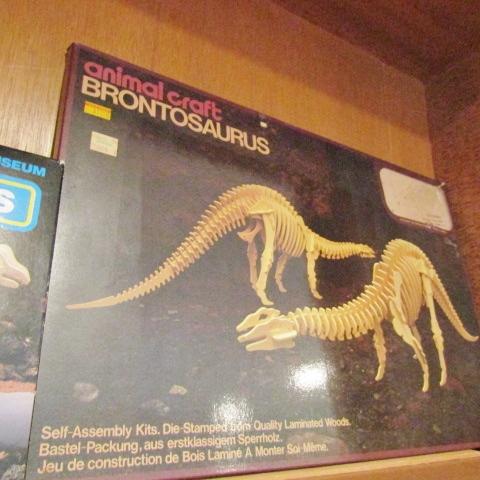 animal craft
BRONTOSAURUS
SEUM
S
Self-Assembly Kits. Die-Stamped from Quality Laminated Woods.
Bastel-Packung, aus erstklassigem Sperrholz.
Jeu de construction de Bois Laminé A Monter Soi-Même.